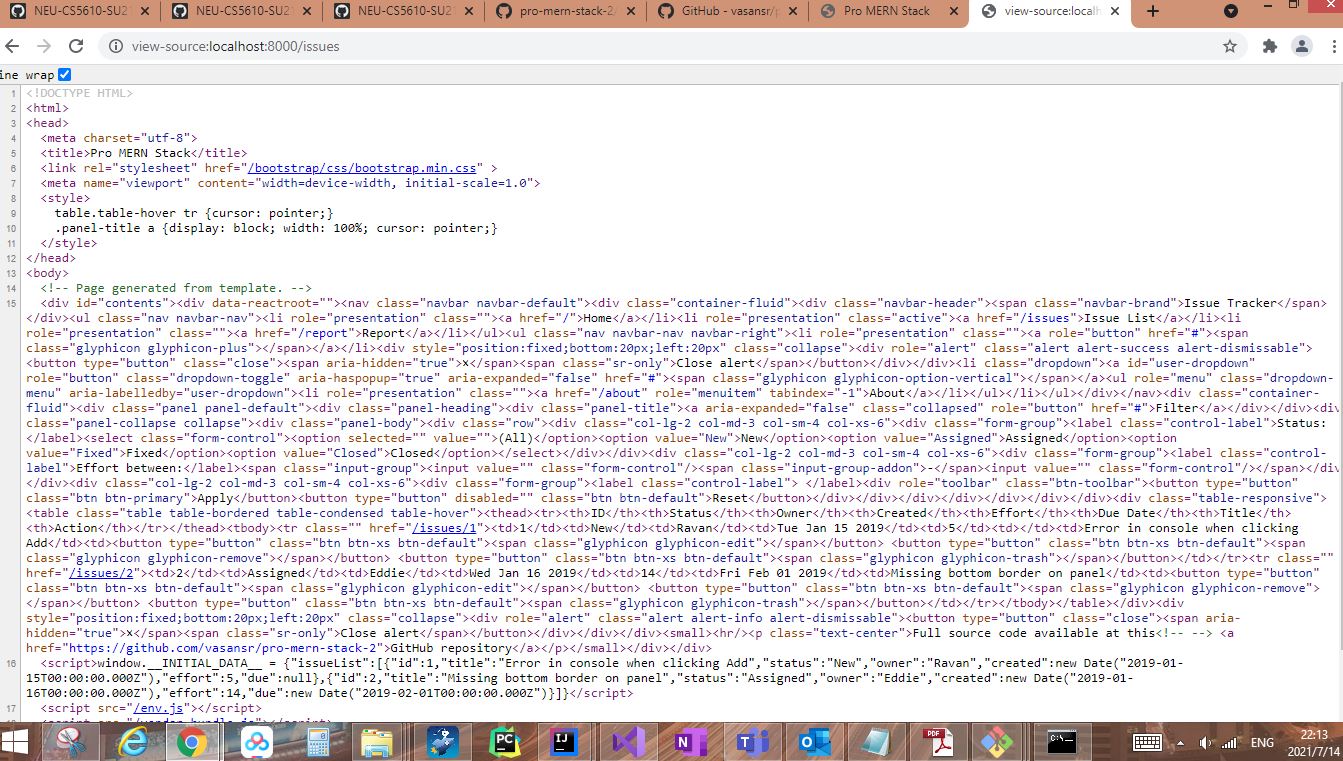 NEU-CS5610-SU21
NEU-CS5610-SU21
NEU-CS5610-SU21
pro-mern-stack-2/
GitHub - vasansr/p
Pro MERN Stack
view-source:localh
view-source:localhost:8000/issues
ine wrap
1 <!DOCTYPE HTML>
2 <html>
3 <head>
4 <meta charset="utf-8">
5 <title>Pro MERN Stack</title>
6 <link rel="stylesheet" href="/bootstrap/css/bootstrap.min.css" >
7 <meta name="viewport" content="width=device-width, initial-scale=1.0">
8 <style>
9 table.table-hover tr {cursor: pointer;}
10 .panel-title a {display: block; width: 100%; cursor: pointer;}
11 </style>
12 </head>
13 <body>
14 <!-- Page generated from template. -->
15 <div id="contents"><div data-reactroot=""><nav class="navbar navbar-default"><div class="container-fluid"><div class="navbar-header"><span class="navbar-brand">Issue Tracker</span>
</div><ul class="nav navbar-nav"><li role="presentation" class=""><a href="/">Home</a></li><li role="presentation" class="active"><a href="/issues">Issue List</a></li><li
role="presentation" class=""><a href="/report">Report</a></li></ul><ul class="nav navbar-nav navbar-right"><li role="presentation" class=""><a role="button" href="#"><span
class="glyphicon glyphicon-plus"></span></a></li><div style="position:fixed;bottom:20px;left:20px" class="collapse"><div role="alert" class="alert alert-success alert-dismissable">
<button type="button" class="close"><span aria-hidden="true">×</span><span class="sr-only">Close alert</span></button></div></div><li class="dropdown"><a id="user-dropdown"
role="button" class="dropdown-toggle" aria-haspopup="true" aria-expanded="false" href="#"><span class="glyphicon glyphicon-option-vertical"></span></a><ul role="menu" class="dropdown-
menu" aria-labelledby="user-dropdown"><li role="presentation" class=""><a href="/about" role="menuitem" tabindex="-1">About</a></li></ul></li></ul></div></nav><div class="container-
fluid"><div class="panel panel-default"><div class="panel-heading"><div class="panel-title"><a aria-expanded="false" class="collapsed" role="button" href="#">Filter</a></div></div><div
class="panel-collapse collapse"><div class="panel-body"><div class="row"><div class="col-lg-2 col-md-3 col-sm-4 col-xs-6"><div class="form-group"><label class="control-label">Status:
</label><select class="form-control"><option selected="" value="">(All)</option><option value="New">New</option><option value="Assigned">Assigned</option><option
value="Fixed">Fixed</option><option value="Closed">Closed</option></select></div></div><div class="col-lg-2 col-md-3 col-sm-4 col-xs-6"><div class="form-group"><label class="control-
label">Effort between:</label><span class="input-group"><input value="" class="form-control"/><span class="input-group-addon">-</span><input value="" class="form-control"/></span></div>
</div><div class="col-lg-2 col-md-3 col-sm-4 col-xs-6"><div class="form-group"><label class="control-label"> </label><div role="toolbar" class="btn-toolbar"><button type="button"
class="btn btn-primary">Apply</button><button type="button" disabled="" class="btn btn-default">Reset</button></div></div></div></div></div></div></div><div class="table-responsive">
<table class="table table-bordered table-condensed table-hover"><thead><tr><th>ID</th><th>Status</th><th>Owner</th><th>Created</th><th>Effort</th><th>Due Date</th><th>Title</th>
<th>Action</th></tr></thead><tbody><tr class="" href="/issues/1"><td>1</td><td>New</td><td>Ravan</td><td>Tue Jan 15 2019</td><td>5</td><td></td><td>Error in console when clicking
Add</td><td><button type="button" class="btn btn-xs btn-default"><span class="glyphicon glyphicon-edit"></span></button> <button type="button" class="btn btn-xs btn-default"><span
class="glyphicon glyphicon-remove"></span></button> <button type="button" class="btn btn-xs btn-default"><span class="glyphicon glyphicon-trash"></span></button></td></tr><tr class=""
href="/issues/2"><td>2</td><td>Assigned</td><td>Eddie</td><td>Wed Jan 16 2019</td><td>14</td><td>Fri Feb 01 2019</td><td>Missing bottom border on panel</td><td><button type="button"
class="btn btn-xs btn-default"><span class="glyphicon glyphicon-edit"></span></button> <button type="button" class="btn btn-xs btn-default"><span class="glyphicon glyphicon-remove">
</span></button> <button type="button" class="btn btn-xs btn-default"><span class="glyphicon glyphicon-trash"></span></button></td></tr></tbody></table></div><div
style="position:fixed;bottom:20px;left:20px" class="collapse"><div role="alert" class="alert alert-info alert-dismissable"><button type="button" class="close"><span aria-
hidden="true">×</span><span class="sr-only">Close alert</span></button></div></div></div><small><hr/><p class="text-center">Full source code available at this<!-- --> <a
href="https://github.com/vasansr/pro-mern-stack-2">GitHub repository</a></p></small></div></div>
16 <script>window.__INITIAL_DATA__ = {"issueList":[{"id":1,"title":"Error in console when clicking Add","status":"New","owner":"Ravan","created":new Date("2019-01-
15T00:00:00.000Z"),"effort":5,"due":null},{"id":2,"title":"Missing bottom border on panel","status":"Assigned","owner":"Eddie","created":new Date("2019-01-
16T00:00:00.000Z"),"effort":14,"due":new Date("2019-02-01T00:00:00.000Z")}]}</script>
17 <script src="/env.js"></script>
18 <script src="/vendor.bundle.js"></script>
ENG
22:13
2021/7/14